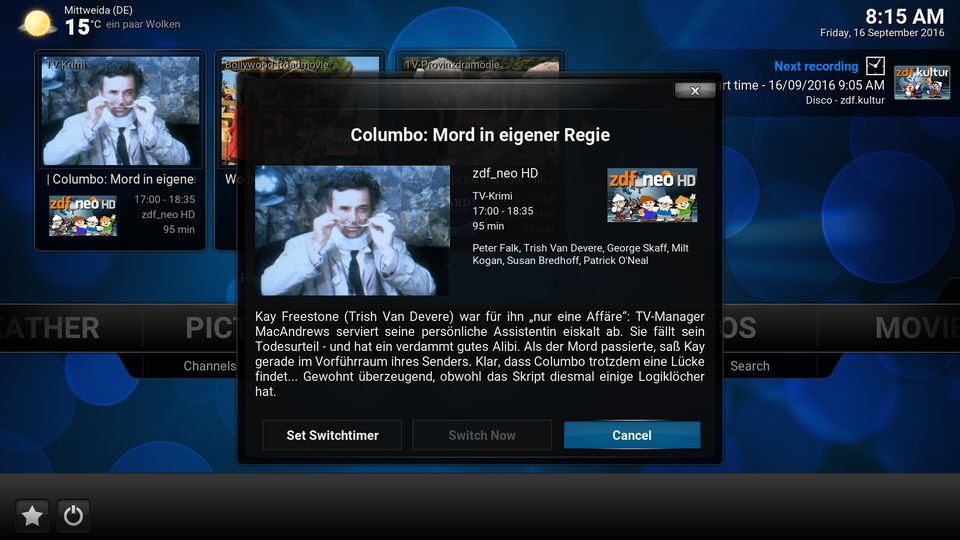 Mittweida (DE)
15°C ein paar Wolken
8:15 AM
Friday, 16 September 2016
TV-Krimi
Bollywood-Roadmovie
TV-Provinzdramödie
Next recording
rt time - 16/09/2016 9:05 AM
Disco - zdf.kultur
zdf.kultur
| Columbo: Mord in eigene
zdf_neo HD
17:00 - 18:35
zdf_neo HD
95 min
Wo
Columbo: Mord in eigener Regie
zdf_neo HD
TV-Krimi
17:00 - 18:35
95 min
zdf_neo HD
Peter Falk, Trish Van Devere, George Skaff, Milt
Kogan, Susan Bredhoff, Patrick O'Neal
Kay Freestone (Trish Van Devere) war für ihn „nur eine Affäre“: TV-Manager
MacAndrews serviert seine persönliche Assistentin eiskalt ab. Sie fällt sein
Todesurteil - und hat ein verdammt gutes Alibi. Als der Mord passierte, saß Kay
gerade im Vorführraum ihres Senders. Klar, dass Columbo trotzdem eine Lücke
findet... Gewohnt überzeugend, obwohl das Skript diesmal einige Logiklöcher
hat.
Set Switchtimer
Switch Now
Cancel
EATHER
PICT
OS
MOVIE
Channels
Search